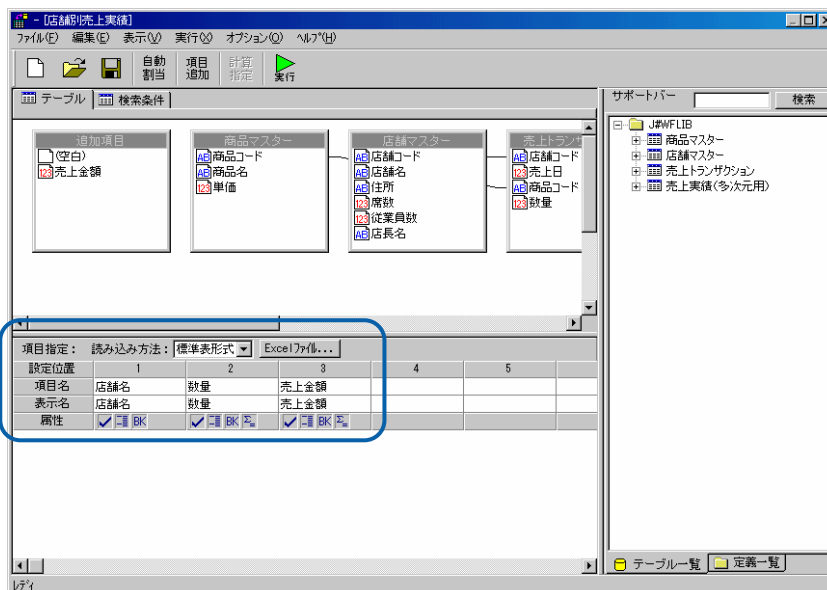 - [店舗別売上実績]
ファイル(F) 編集(E) 表示(V) 実行(X) オプション(O) ヘルプ(H)
自動割当 項目追加 計算指定 実行
テーブル 検索条件
サポートバー 検索
追加項目
(空白)
売上金額
商品マスター
商品コード
商品名
単価
店舗マスター
店舗コード
店舗名
住所
席数
従業員数
店長名
売上トランザ
店舗コード
売上日
商品コード
数量
J#WFLIB
商品マスター
店舗マスター
売上トランザクション
売上実績(多次元用)
項目指定: 読み込み方法: 標準表形式 Excelファイル...
設定位置 1 2 3 4 5
項目名 店舗名 数量 売上金額
表示名 店舗名 数量 売上金額
属性 BK BK Σ BK Σ
テーブル一覧 定義一覧
レディ